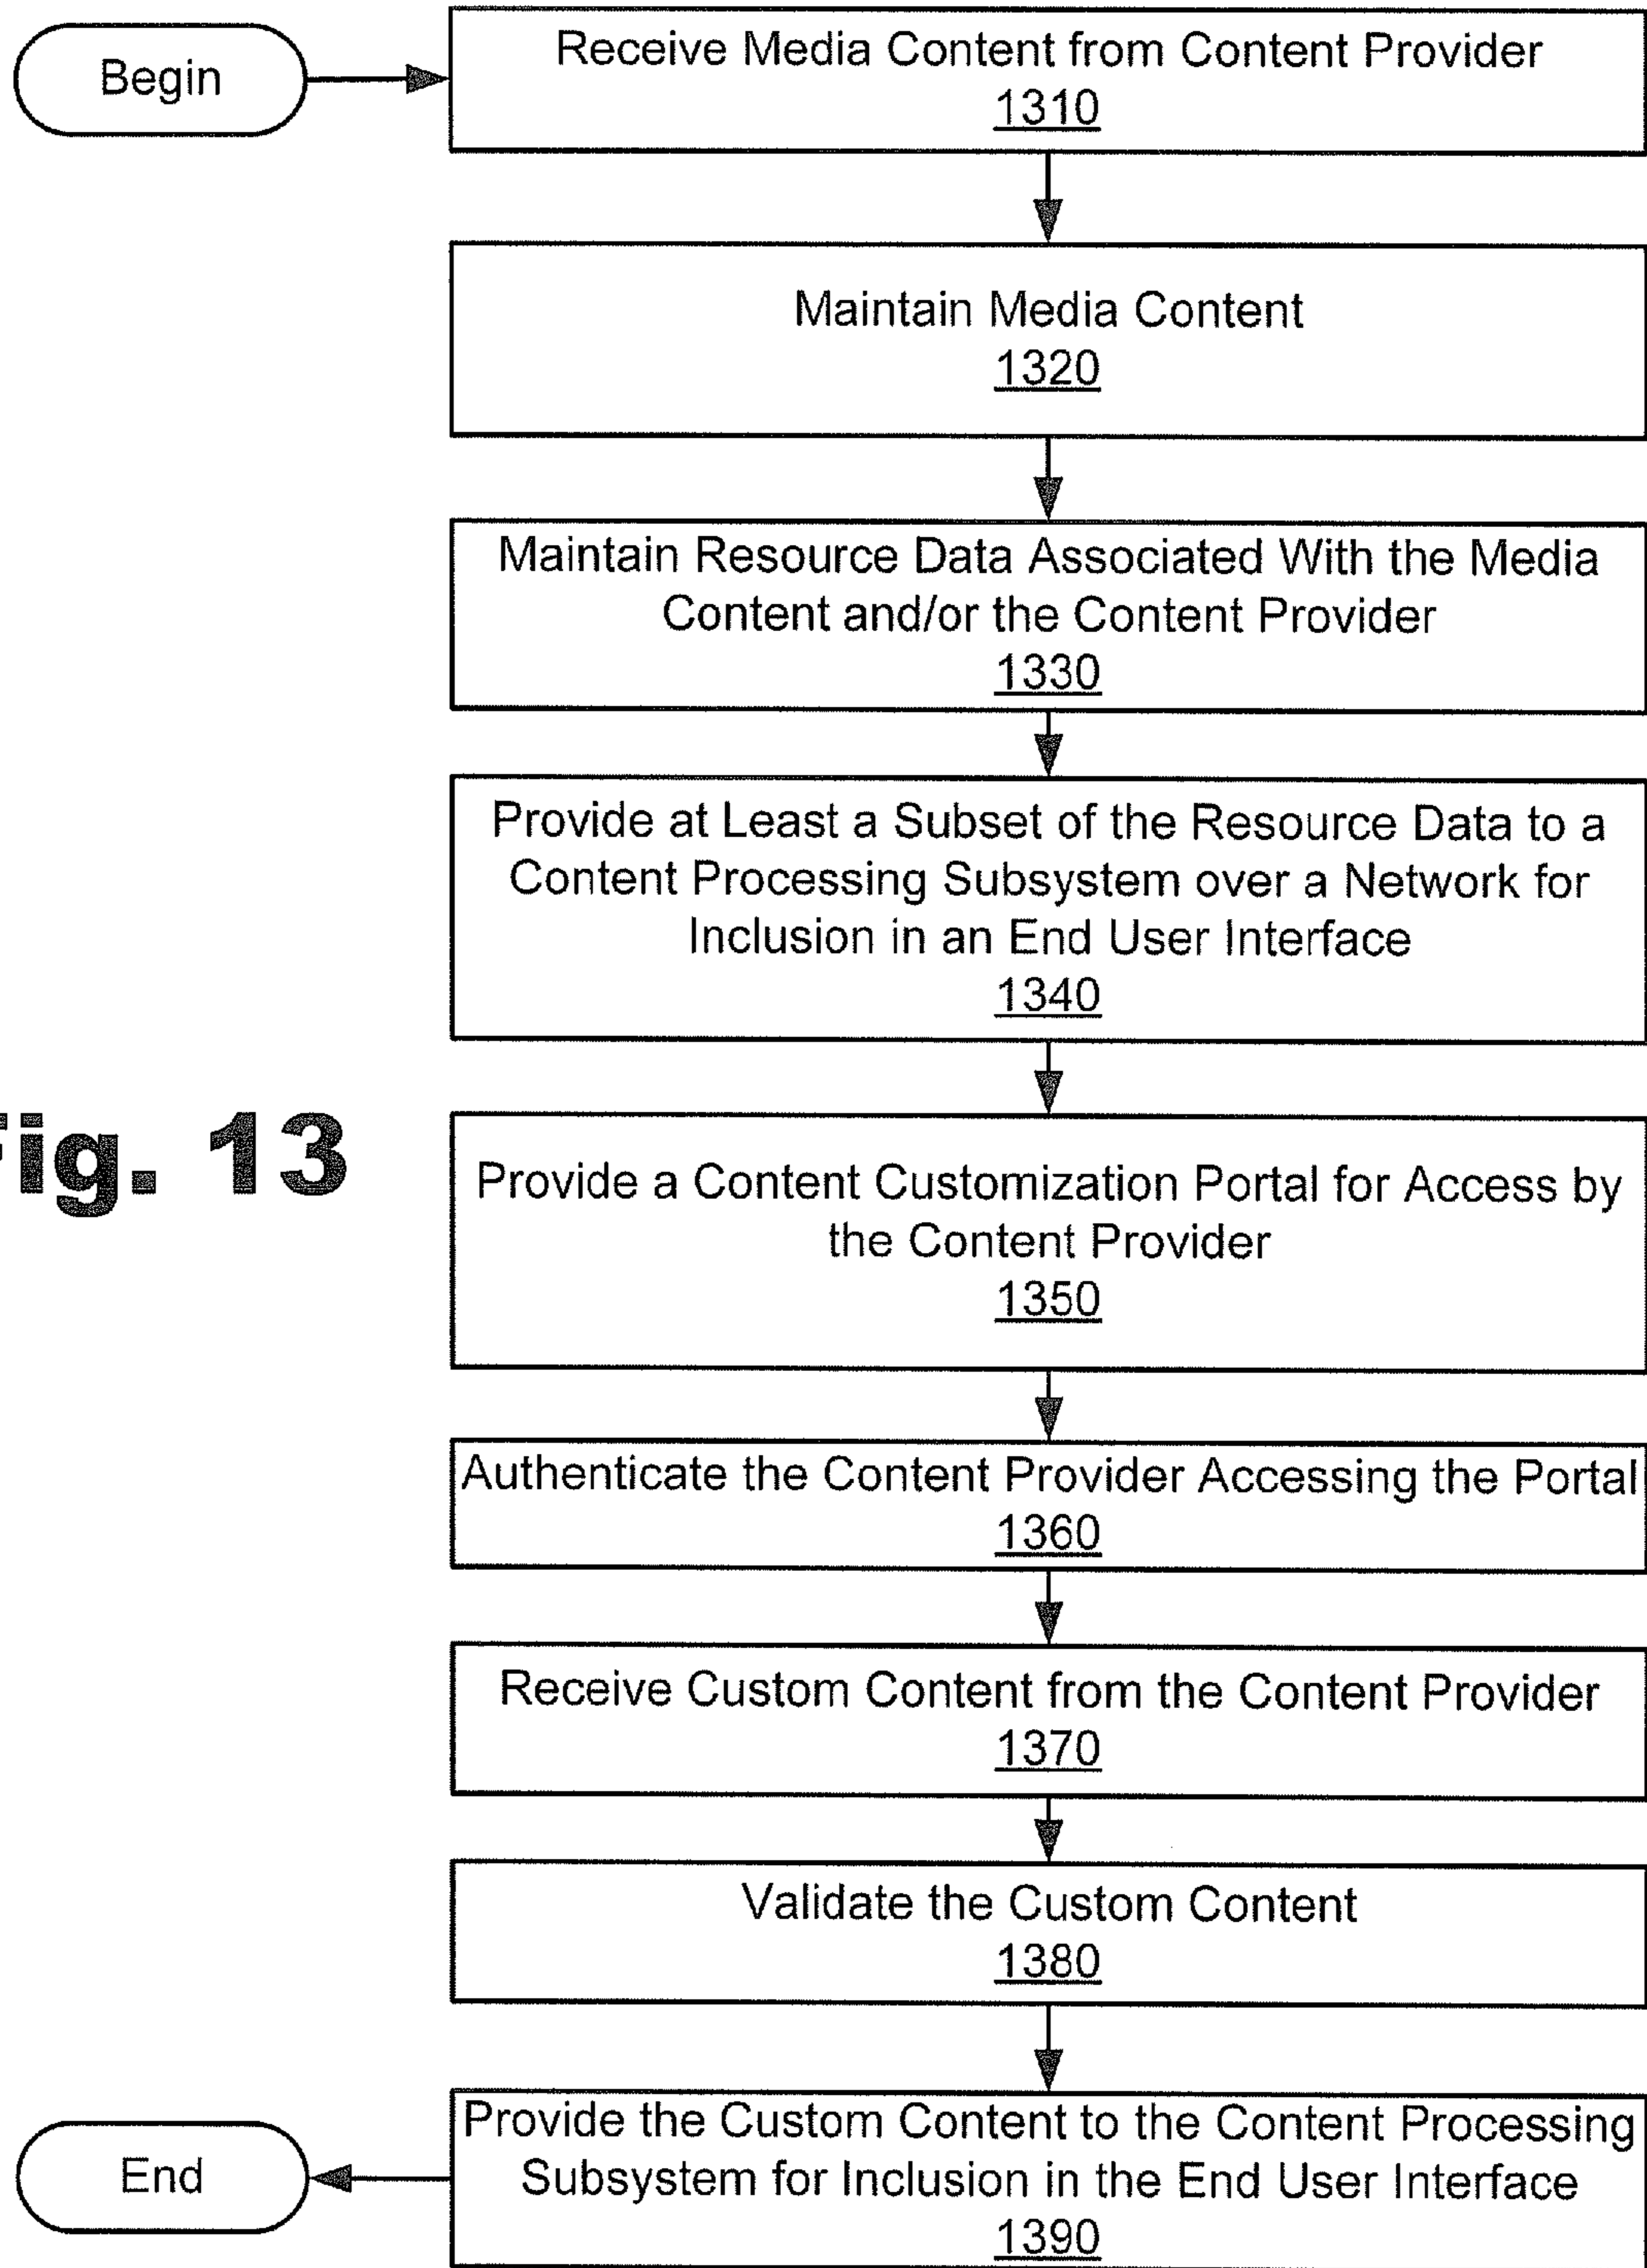 Begin
Receive Media Content from Content Provider
1310
Maintain Media Content
1320
Maintain Resource Data Associated With the Media
Content and/or the Content Provider
1330
Provide at Least a Subset of the Resource Data to a
Content Processing Subsystem over a Network for
Inclusion in an End User Interface
1340
Fig. 13
Provide a Content Customization Portal for Access by
the Content Provider
1350
Authenticate the Content Provider Accessing the Portal
1360
Receive Custom Content from the Content Provider
1370
Validate the Custom Content
1380
Provide the Custom Content to the Content Processing
Subsystem for Inclusion in the End User Interface
1390
End